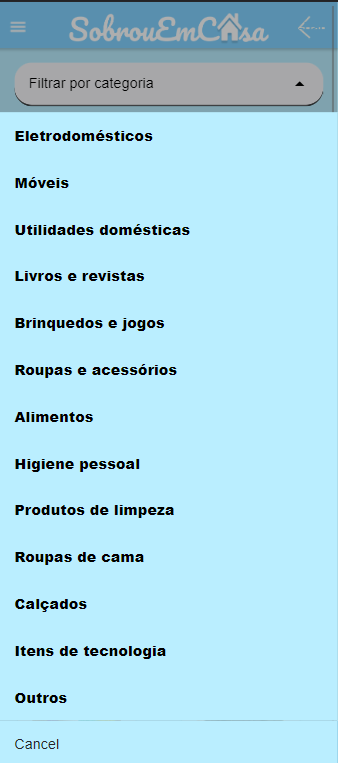 SobrouEmCasa
Filtrar por categoria
Eletrodomésticos
Móveis
Utilidades domésticas
Livros e revistas
Brinquedos e jogos
Roupas e acessórios
Alimentos
Higiene pessoal
Produtos de limpeza
Roupas de cama
Calçados
Itens de tecnologia
Outros
Cancel